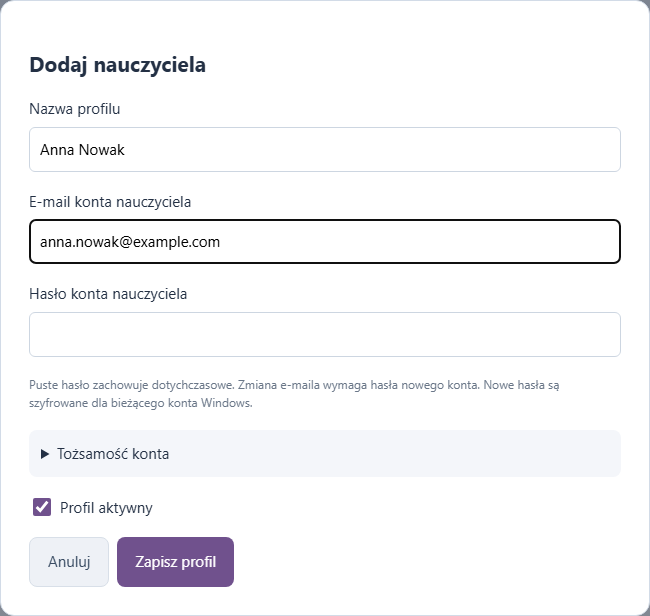 Dodaj nauczyciela
Nazwa profilu
Anna Nowak
E-mail konta nauczyciela
anna.nowak@example.com
Hasło konta nauczyciela
Puste hasło zachowuje dotychczasowe. Zmiana e-maila wymaga hasła nowego konta. Nowe hasła są
szyfrowane dla bieżącego konta Windows.
Tożsamość konta
Profil aktywny
Anuluj
Zapisz profil